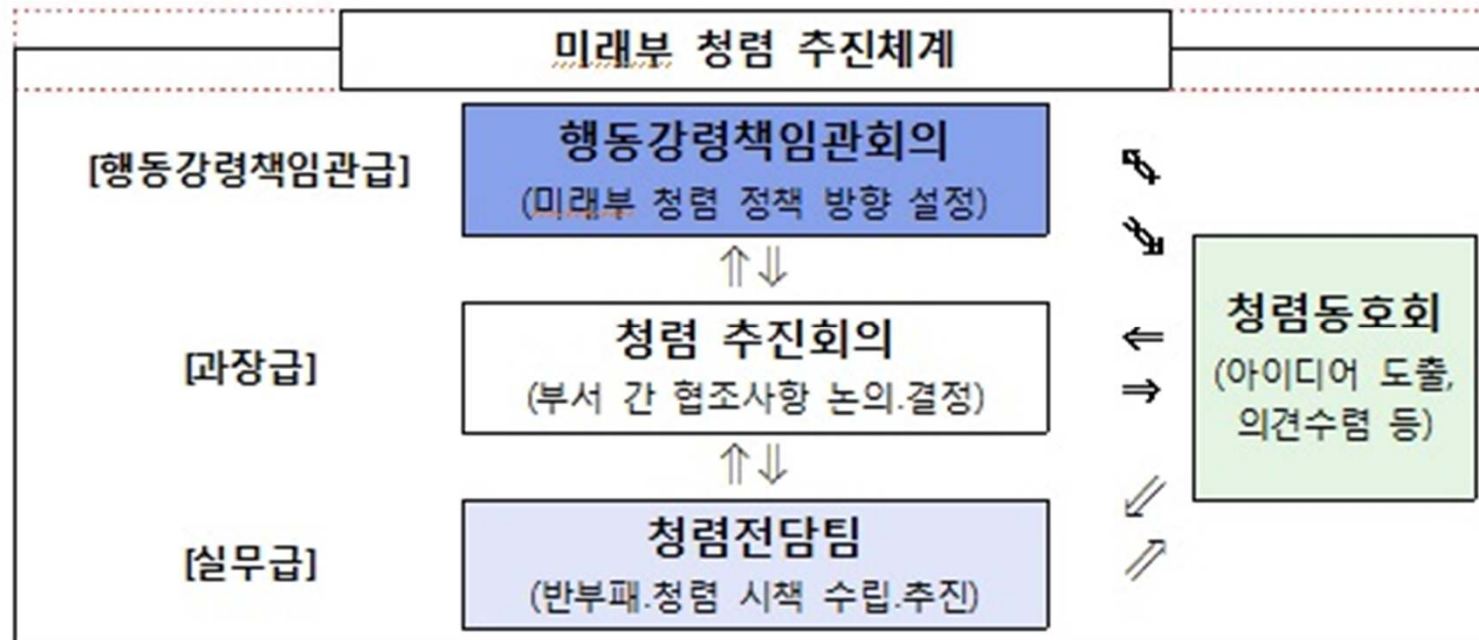 미래부 청렴 추진체계
[행동강령책임관급]
행동강령책임관회의
(미래부 청렴 정책 방향 설정)
⇑⇓
[과장급]
청렴 추진회의
(부서 간 협조사항 논의.결정)
⇐
⇒
청렴동호회
(아이디어 도출,
의견수렴 등)
⇑⇓
[실무급]
청렴전담팀
(반부패.청렴 시책 수립.추진)